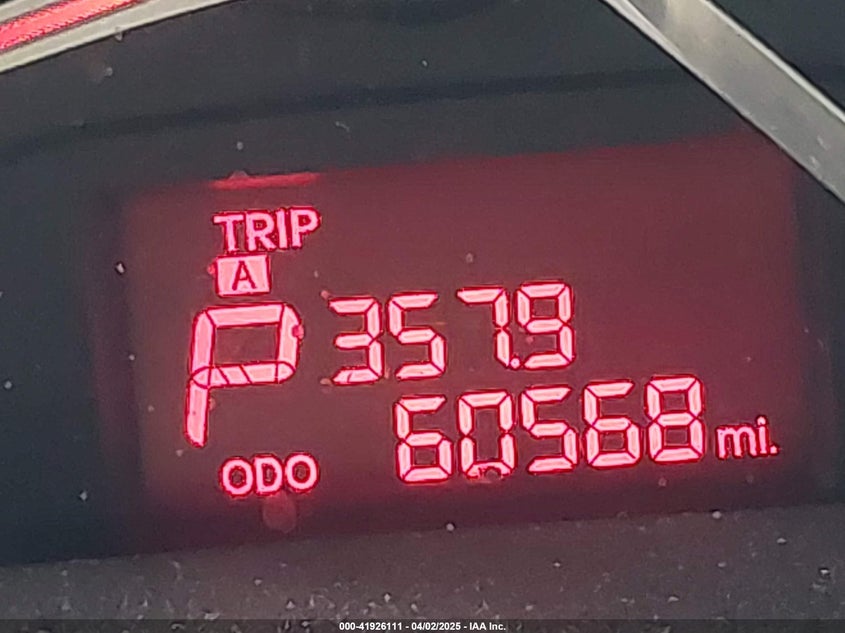 TRIP
A
P 357.9
ODO 60568 mi.
000-41926111 - 04/02/2025 - IAA Inc.